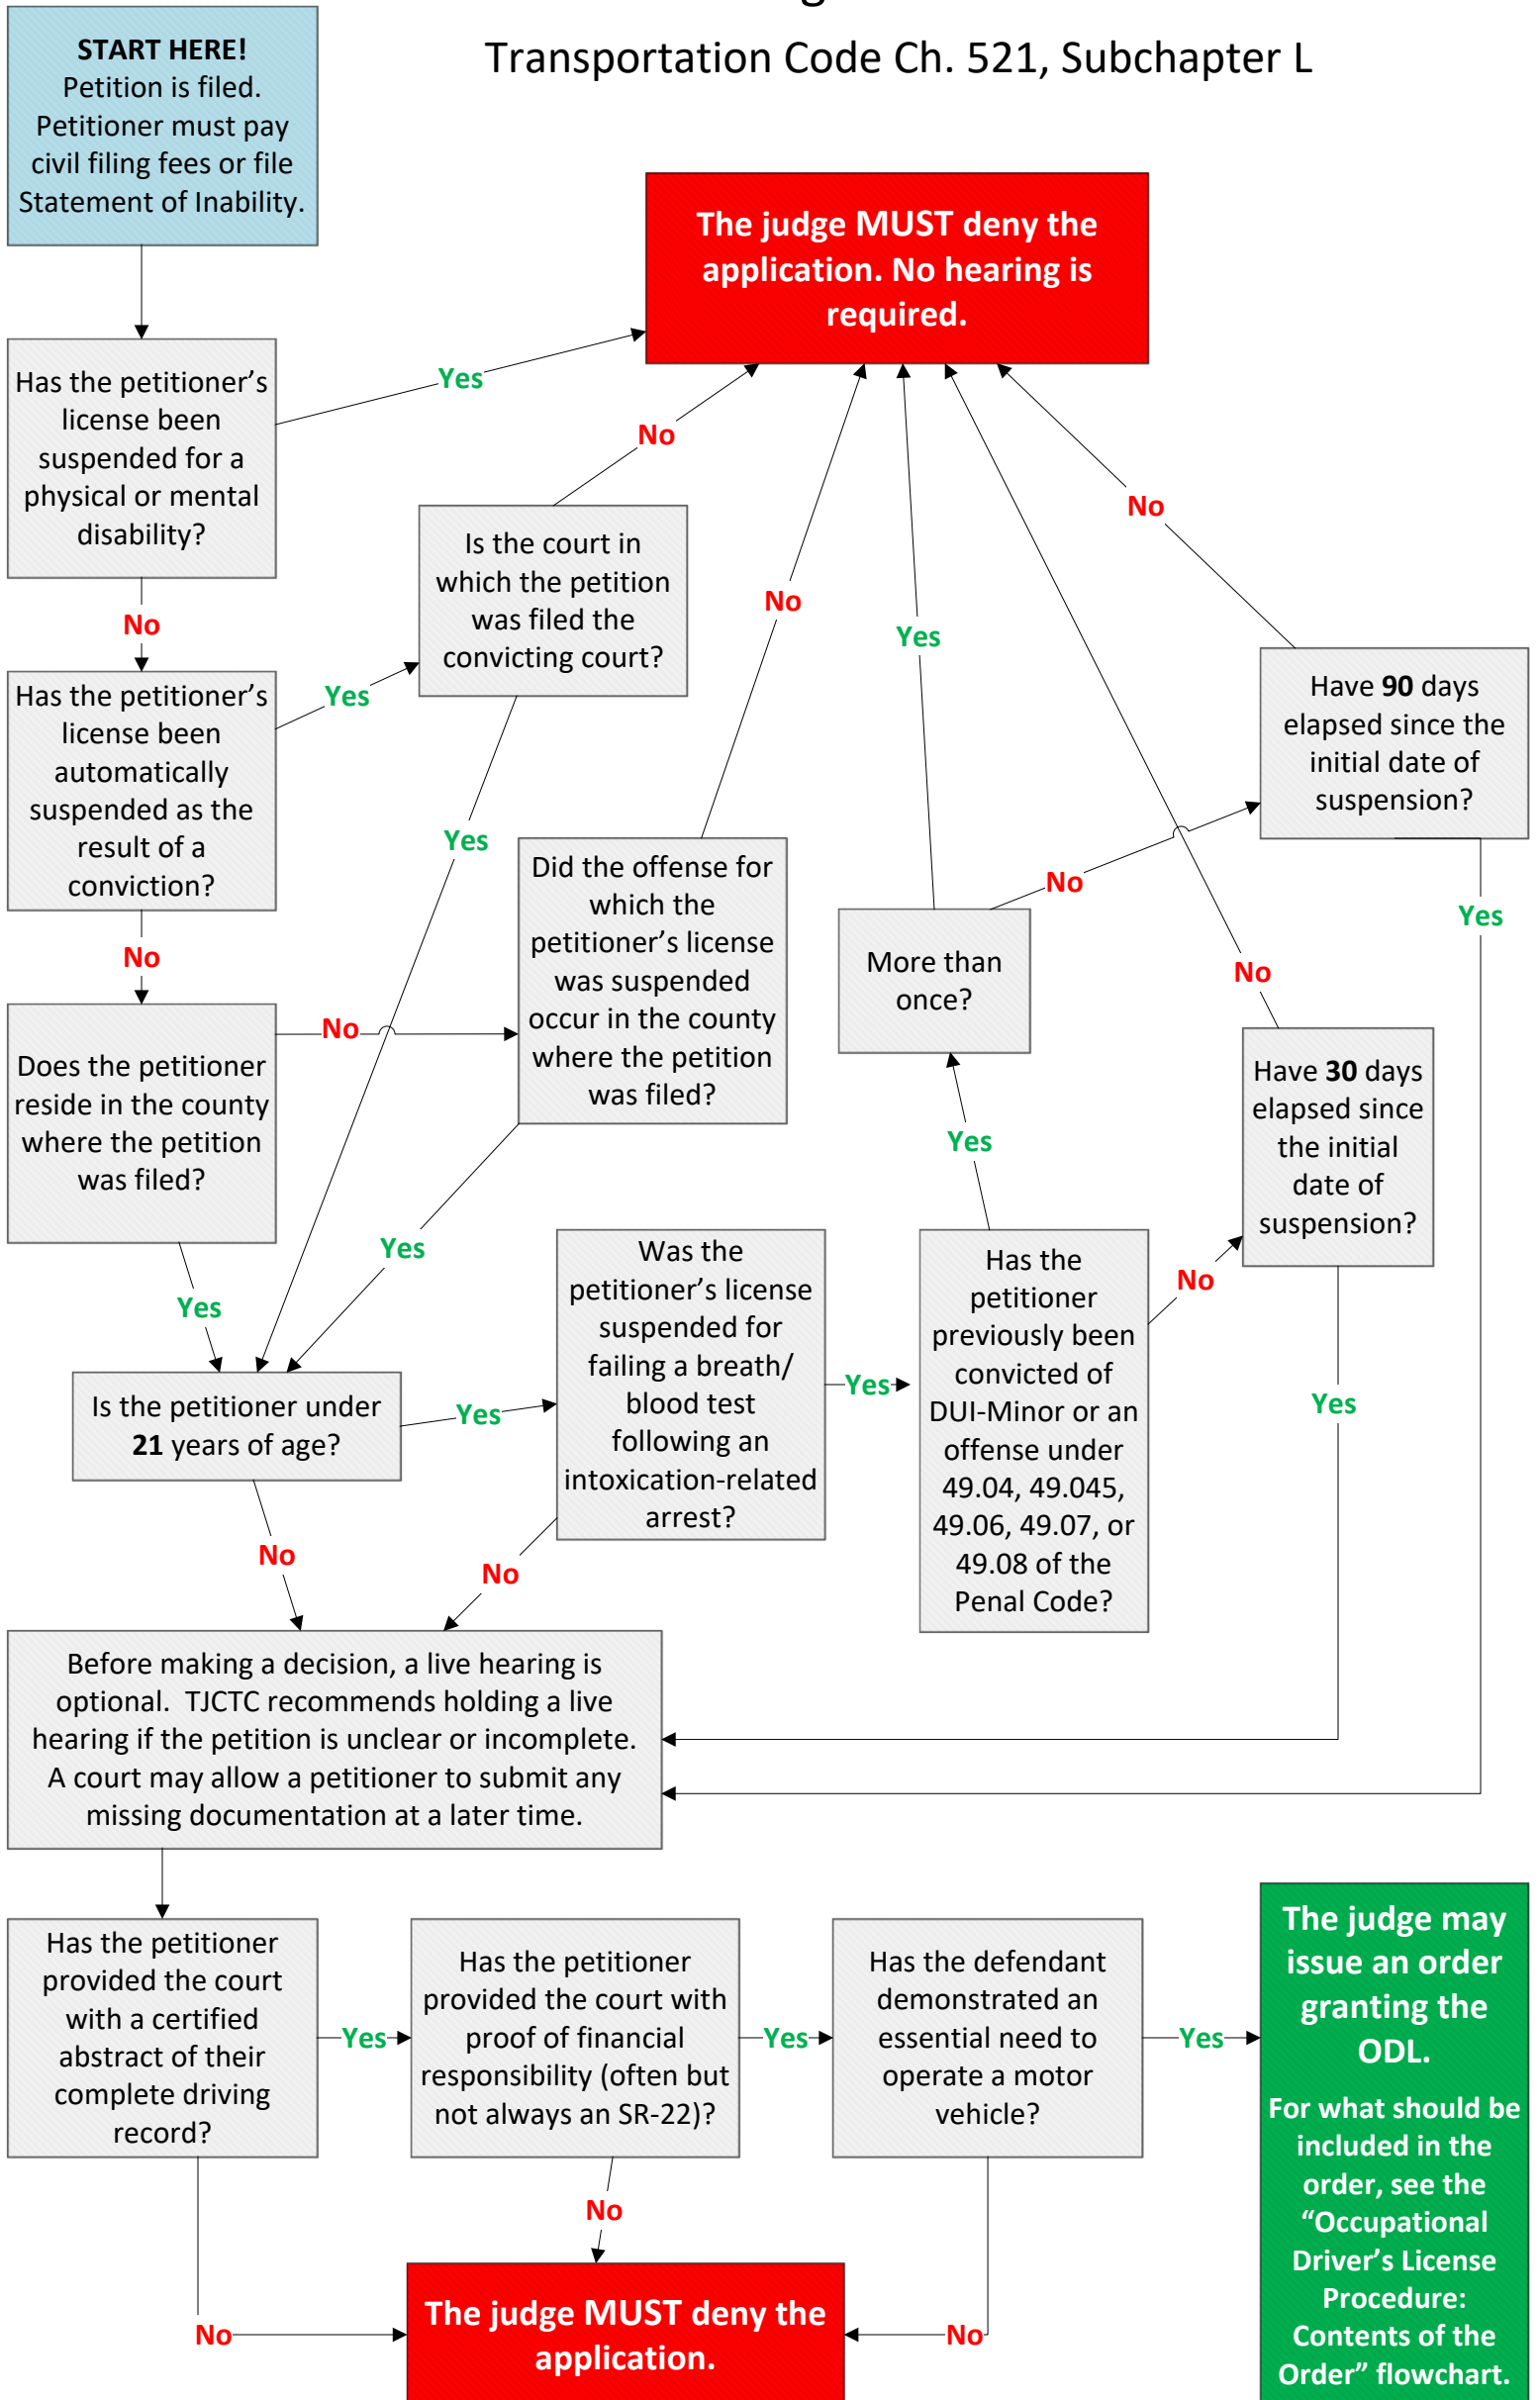 Transportation Code Ch. 521, Subchapter L
START HERE!
Petition is filed.
Petitioner must pay
civil filing fees or file
Statement of Inability.
The judge MUST deny the
application. No hearing is
required.
Has the petitioner’s
license been
suspended for a
physical or mental
disability?
Yes
No
No
Is the court in
which the petition
was filed the
convicting court?
No
Yes
No
Has the petitioner’s
license been
automatically
suspended as the
result of a
conviction?
Yes
Yes
No
Have 90 days
elapsed since the
initial date of
suspension?
Yes
Did the offense for
which the
petitioner’s license
was suspended
occur in the county
where the petition
was filed?
Yes
More than
once?
No
No
Does the petitioner
reside in the county
where the petition
was filed?
No
Yes
Have 30 days
elapsed since
the initial
date of
suspension?
Yes
Yes
Is the petitioner under
21 years of age?
Yes
No
Was the
petitioner’s license
suspended for
failing a breath/
blood test
following an
intoxication-related
arrest?
Yes
No
Has the
petitioner
previously been
convicted of
DUI-Minor or an
offense under
49.04, 49.045,
49.06, 49.07, or
49.08 of the
Penal Code?
No
Before making a decision, a live hearing is
optional.  TJCTC recommends holding a live
hearing if the petition is unclear or incomplete.
A court may allow a petitioner to submit any
missing documentation at a later time.
Has the petitioner
provided the court
with a certified
abstract of their
complete driving
record?
Yes
Has the petitioner
provided the court with
proof of financial
responsibility (often but
not always an SR-22)?
Yes
Has the defendant
demonstrated an
essential need to
operate a motor
vehicle?
Yes
The judge may
issue an order
granting the
ODL.
For what should be
included in the
order, see the
“Occupational
Driver’s License
Procedure:
Contents of the
Order” flowchart.
No
No
No
The judge MUST deny the
application.